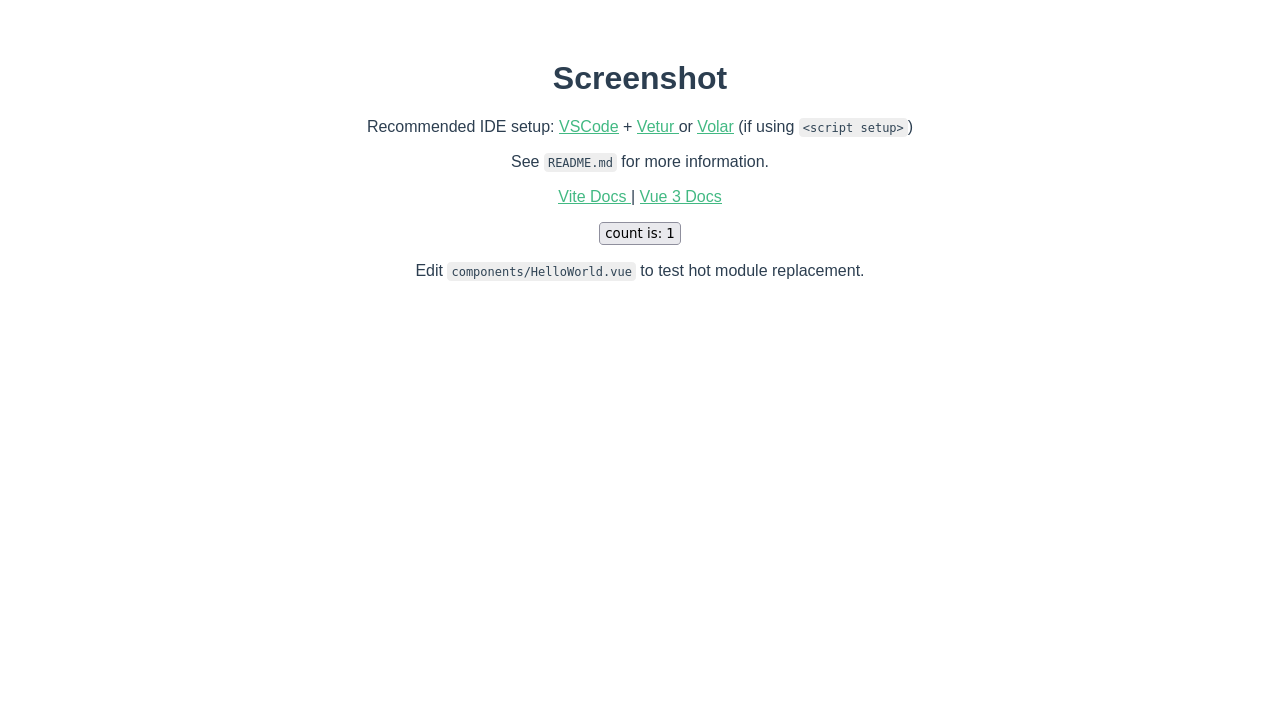 Screenshot
Recommended IDE setup: VSCode + Vetur or Volar (if using <script setup>)
See README.md for more information.
Vite Docs | Vue 3 Docs
count is: 1
Edit components/HelloWorld.vue to test hot module replacement.